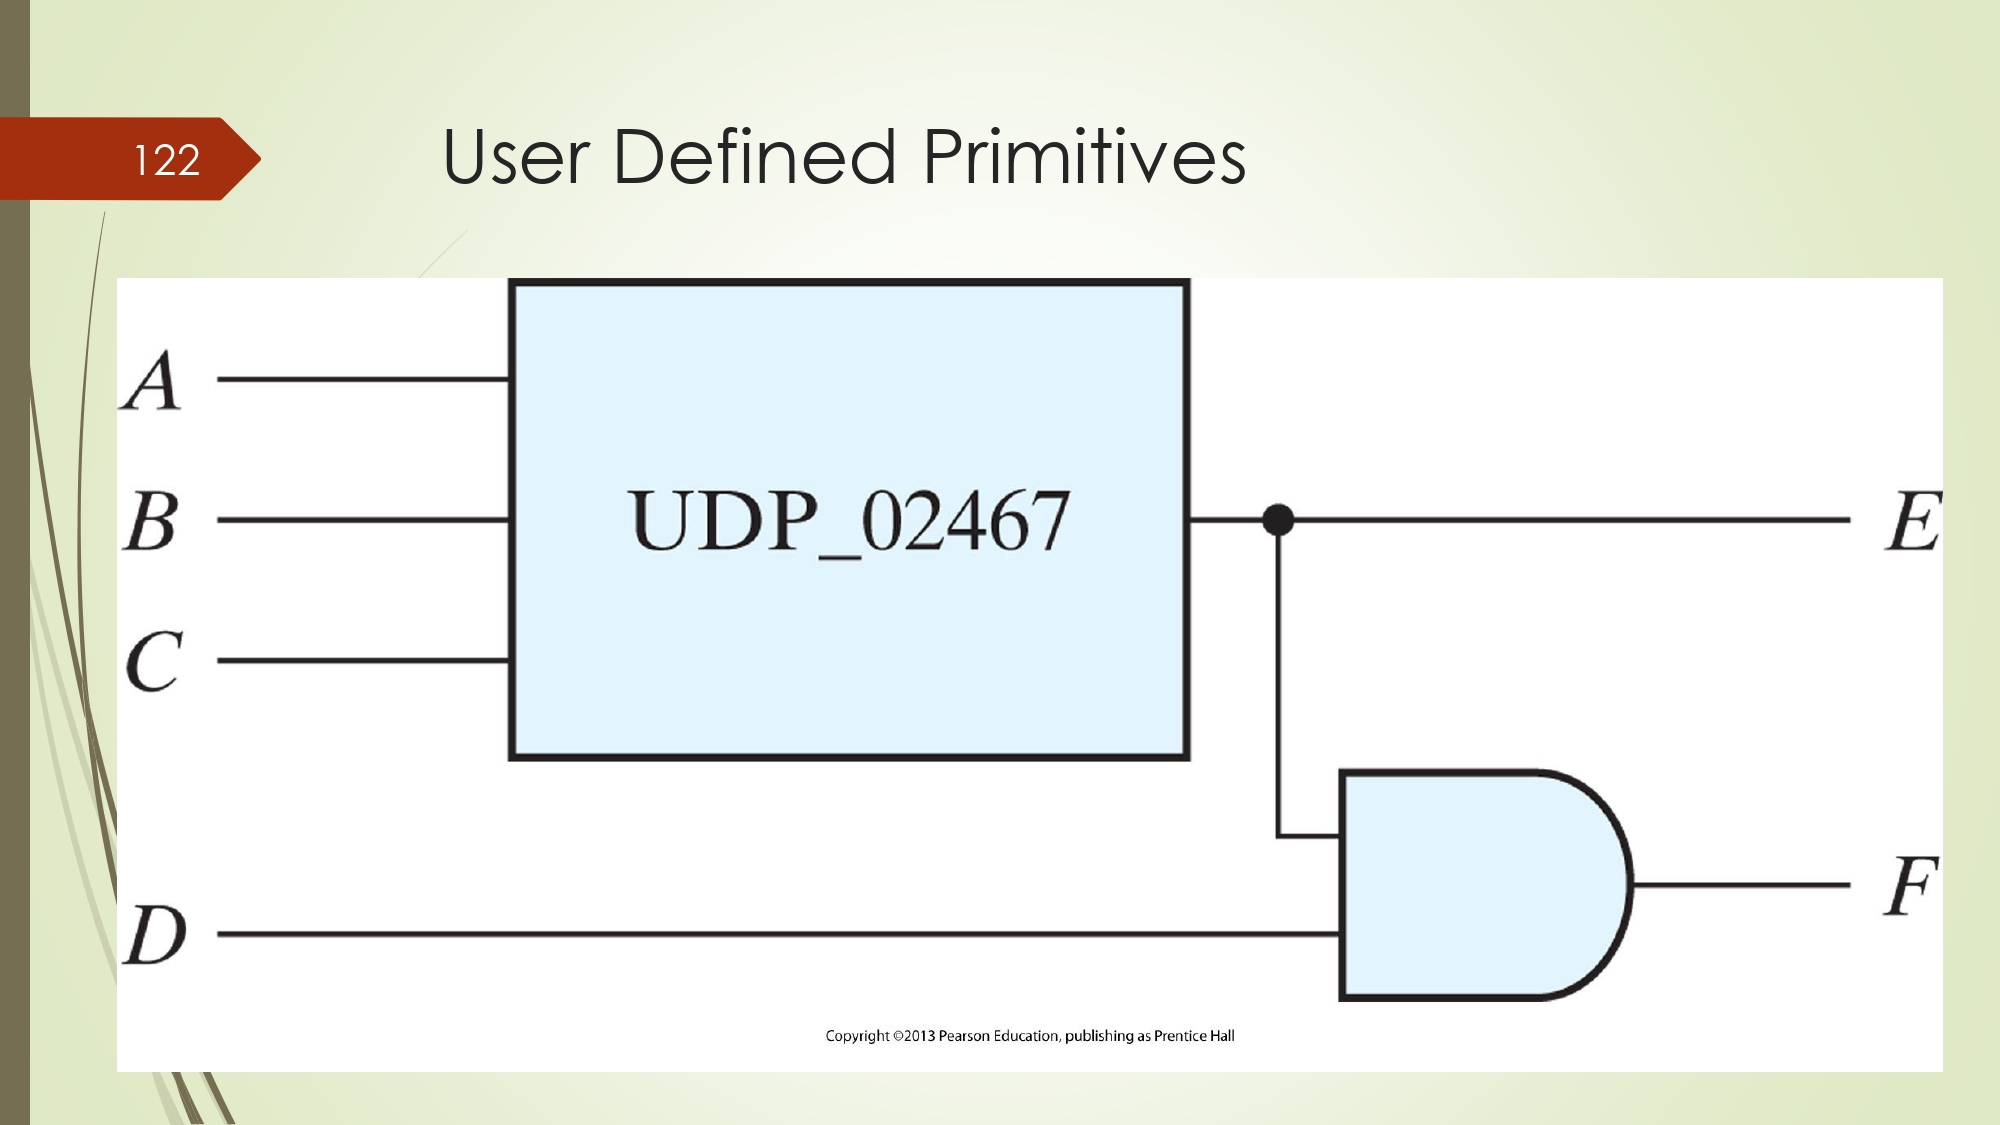 122
User Defined Primitives
A
B
UDP_02467
E
C
F
D
Copyright ©2013 Pearson Education, publishing as Prentice Hall